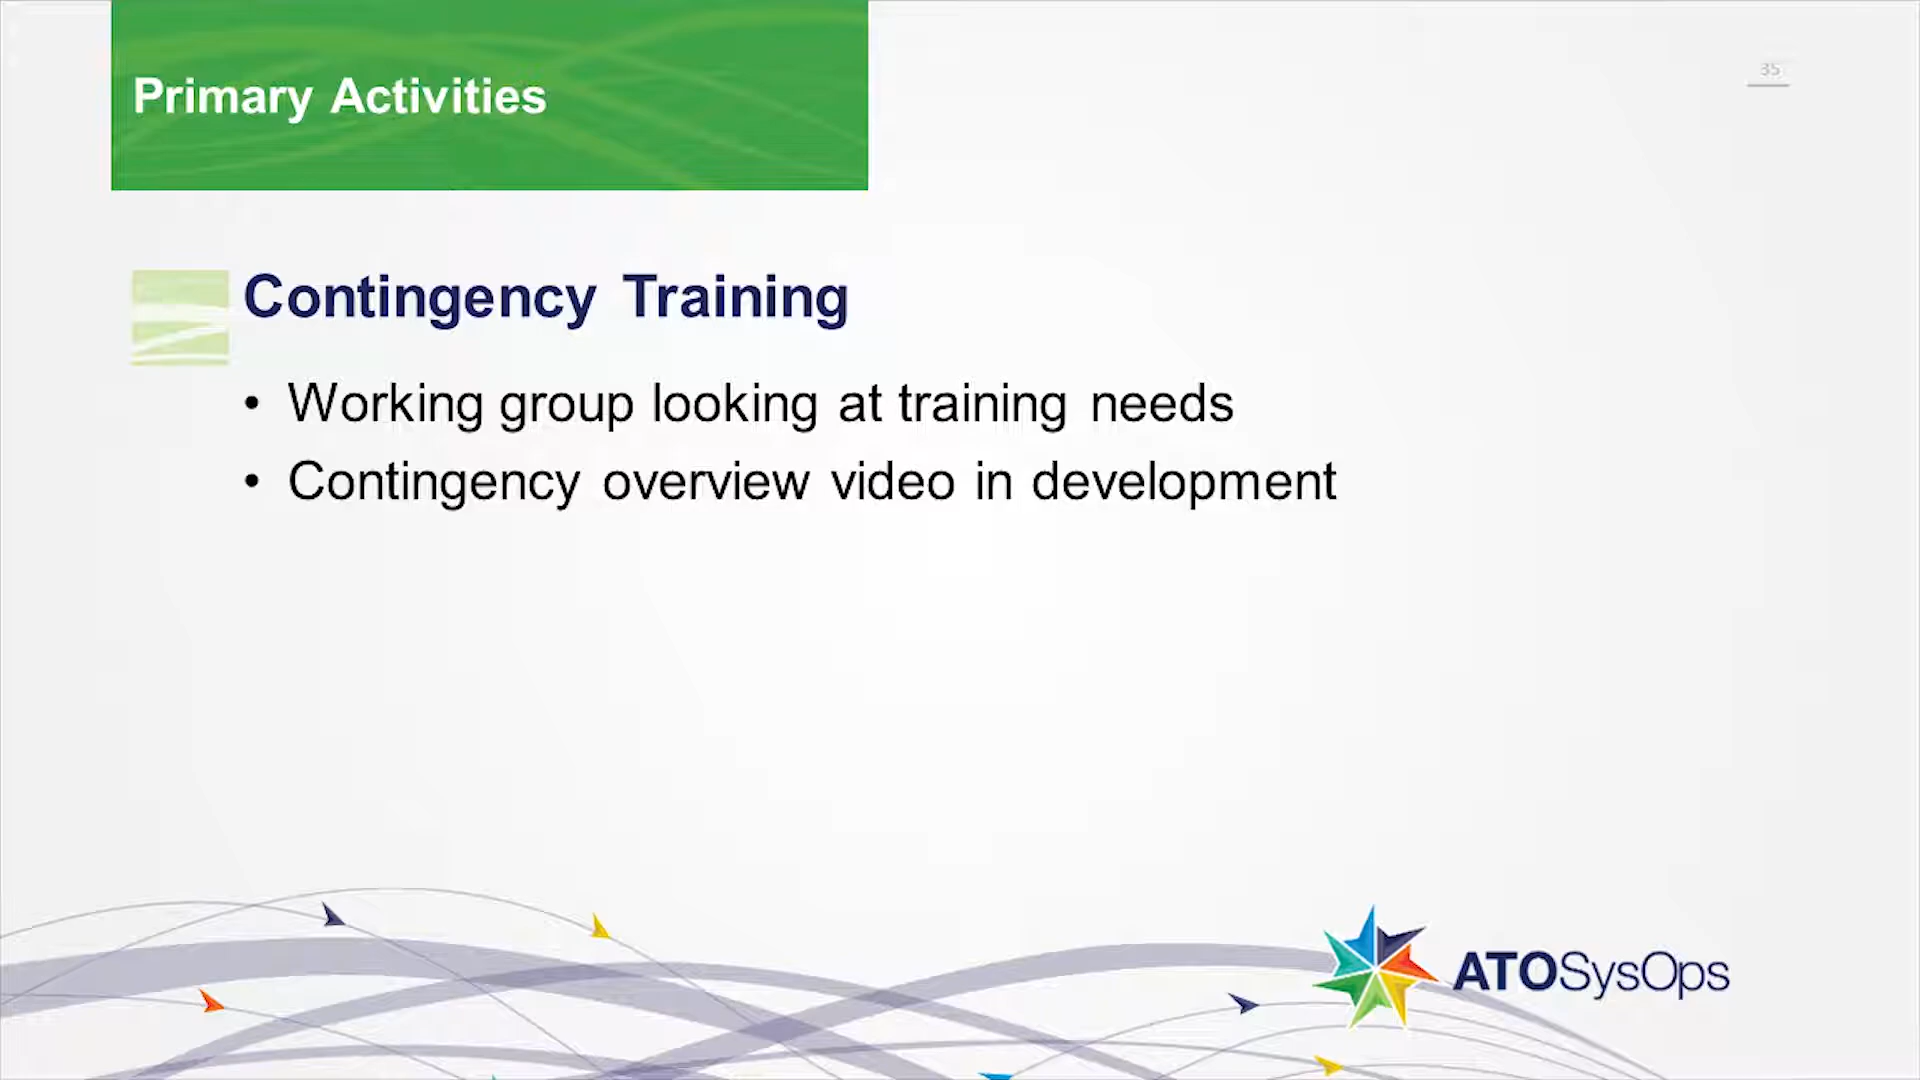 Primary Activities
35
Contingency Training
• Working group looking at training needs
• Contingency overview video in development
ATOSysOps